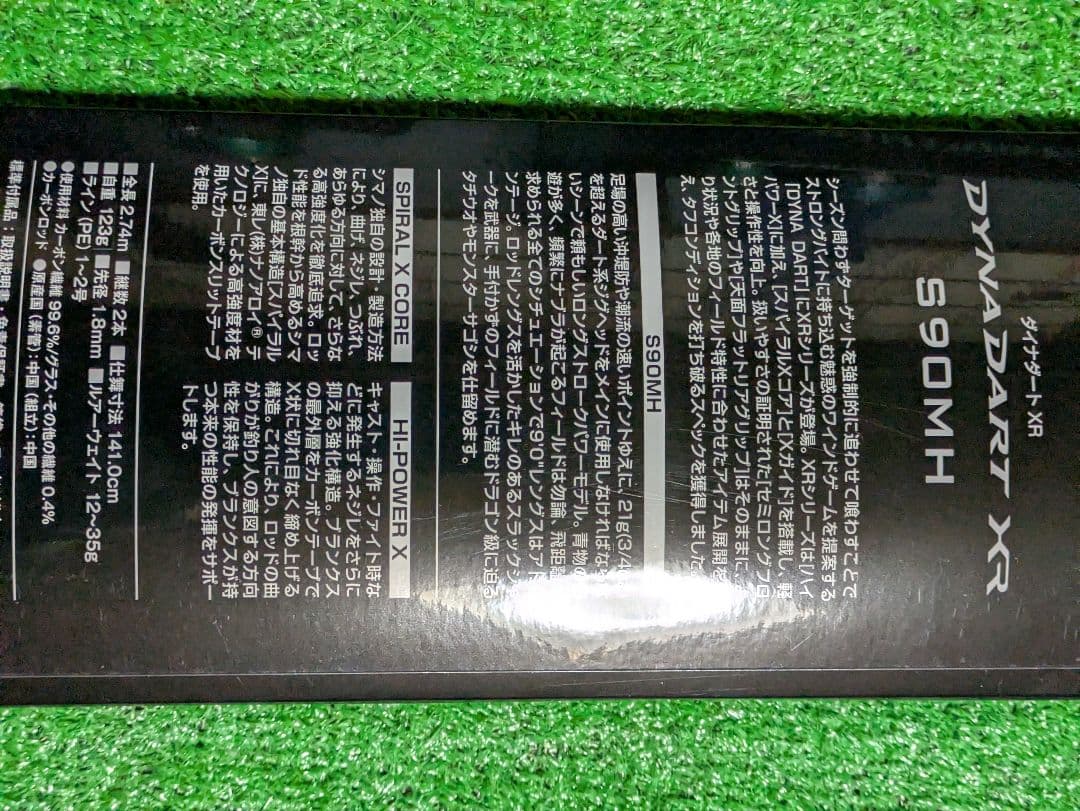 ダイナダート XR
DYNA DART XR
S90MH
シーズン問わずターゲットを強制的に追わせて喰わすことで
ストロングバイトに持ち込む魅惑のワインドゲームを提案する
「DYNA DART」にXRシリーズが登場。XRシリーズは[ハイ
パワーX]に加え、[スパイラルXコア]と[Xガイド]を搭載し、軽
さと操作性を向上。扱いやすさの証明された[セミロングフロ
ントグリップ]や[天面フラットリアグリップ]はそのままに、
り状況や各地のフィールド特性に合わせたアイテム展開を
え、タフコンディションを打ち破るスペックを獲得しました
S90MH
足場の高い沖堤防や潮流の速いポイントゆえに、21g(3/4
を超えるダート系ジグヘッドをメインに使用しなければな
いシーンで頼もしいロングストロークパワーモデル。青物の
遊が多く、頻繁にナブラが起こるフィールドは勿論、飛距離
求められる全てのシチュエーションで9'0"レングスはアド
ンテージ。ロッドレングスを活かしたキレのあるスラックジ
ークを武器に、手付かずのフィールドに潜むドラゴン級に迫る
タチウオやモンスターサゴシを仕留めます。
SPIRAL X CORE
シマノ独自の設計・製造方法
により、曲げ、ネジレ、つぶれ、
あらゆる方向に対して、さらな
る高強度化を徹底追求。ロッ
ド性能を根幹から高めるシマ
ノ独自の基本構造[スパイラル
X]に、東レ(株)ナノアロイ®テ
クノロジーによる高強度材を
用いたカーボンスリットテープ
を使用。
HI-POWER X
キャスト・操作・ファイト時な
どに発生するネジレをさらに
抑える強化構造。ブランクス
の最外層をカーボンテープで
X状に切れ目なく締め上げる
構造。これにより、ロッドの曲
がりが釣り人の意図する方向
性を保持し、ブランクスが持
つ本来の性能の発揮をサポー
トします。
■全長 2.74m ■継数 2本 ■仕舞寸法 141.0cm
■自重 123g ■先径 1.8mm ■ルアーウェイト 12〜35g
■ライン(PE) 1〜2号
●使用材料 カーボン繊維 99.6%/グラス・その他の繊維 0.4%
●カーボンロッド ●原産国(素管):中国(組立):中国
標準付属品:取扱説明書・